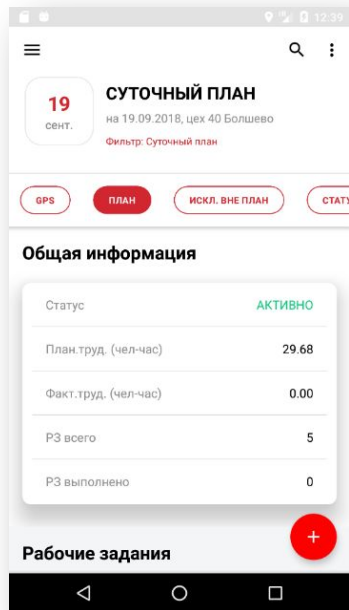 12:39
19
сент.
СУТОЧНЫЙ ПЛАН
на 19.09.2018, цех 40 Болшево
Фильтр: Суточный план
GPS
ПЛАН
ИСКЛ. ВНЕ ПЛАН
СТАТУ
Общая информация
Статус АКТИВНО
План.труд. (чел-час) 29.68
Факт.труд. (чел-час) 0.00
РЗ всего 5
РЗ выполнено 0
Рабочие задания